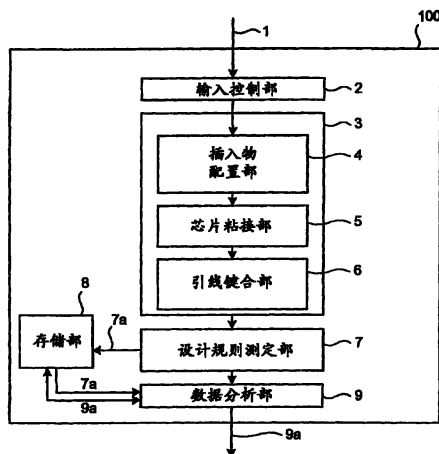 100
1
输入控制部
2
3
插入物
配置部
4
芯片粘接部
5
引线键合部
6
8
存储部
7a
设计规则测定部
7
7a
9a
数据分析部
9
9a